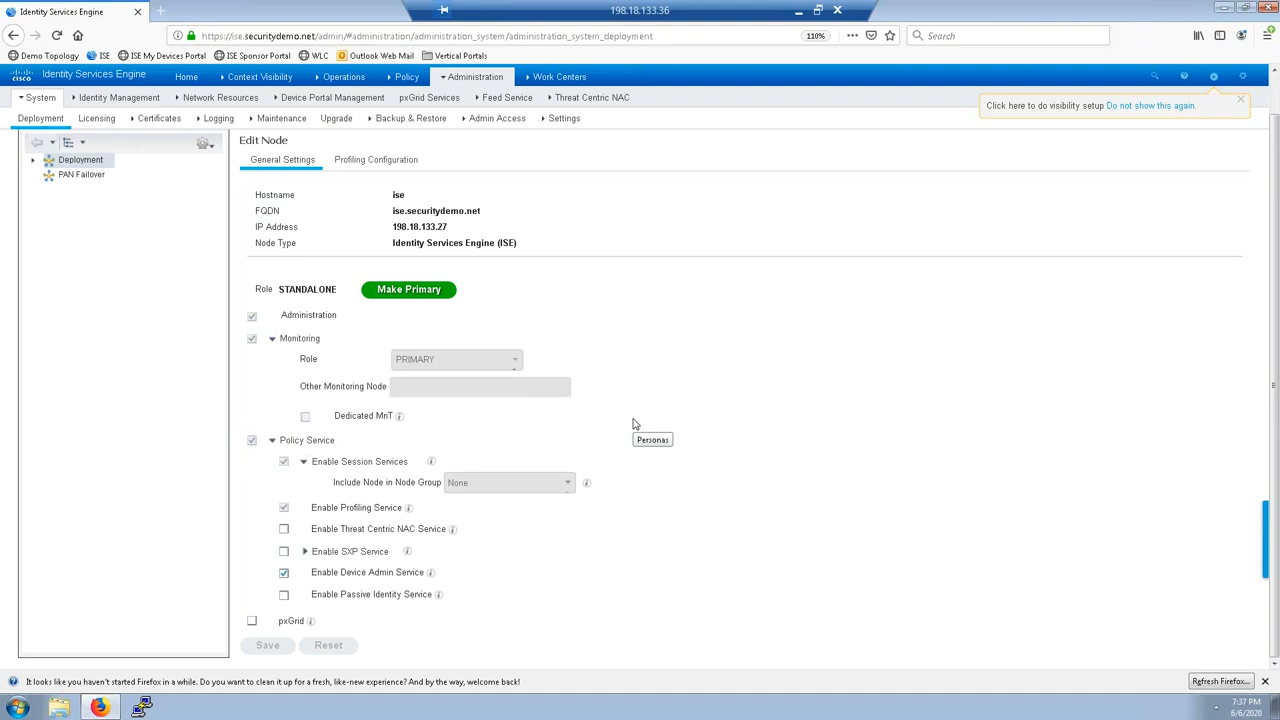 198.18.133.36
Identity Services Engine
https://ise.securitydemo.net/admin/#administration/administration_system/administration_system_deployment
110%
Search
Demo Topology ISE ISE My Devices Portal ISE Sponsor Portal WLC Outlook Web Mail Vertical Portals
CISCO
Identity Services Engine
Home Context Visibility Operations Policy Administration Work Centers
System Identity Management Network Resources Device Portal Management pxGrid Services Feed Service Threat Centric NAC
Click here to do visibility setup Do not show this again.
Deployment Licensing Certificates Logging Maintenance Upgrade Backup & Restore Admin Access Settings
Deployment
PAN Failover
Edit Node
General Settings Profiling Configuration
Hostname ise
FQDN ise.securitydemo.net
IP Address 198.18.133.27
Node Type Identity Services Engine (ISE)
Role STANDALONE Make Primary
Administration
Monitoring
Role PRIMARY
Other Monitoring Node
Dedicated MnT
Policy Service
Personas
Enable Session Services
Include Node in Node Group None
Enable Profiling Service
Enable Threat Centric NAC Service
Enable SXP Service
Enable Device Admin Service
Enable Passive Identity Service
pxGrid
Save Reset
It looks like you haven't started Firefox in a while. Do you want to clean it up for a fresh, like-new experience? And by the way, welcome back!
Refresh Firefox...
7:37 PM
6/6/2020